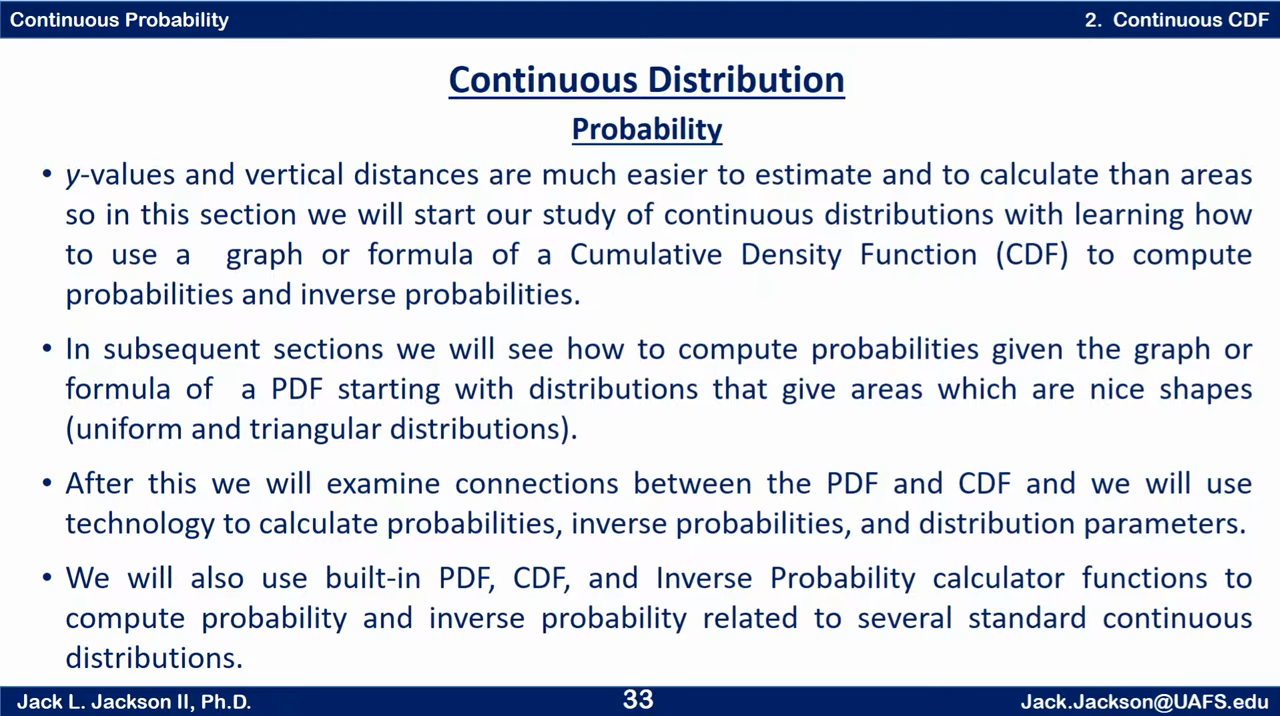 Continuous Probability
2. Continuous CDF
Continuous Distribution
Probability
• y-values and vertical distances are much easier to estimate and to calculate than areas
so in this section we will start our study of continuous distributions with learning how
to use a graph or formula of a Cumulative Density Function (CDF) to compute
probabilities and inverse probabilities.
• In subsequent sections we will see how to compute probabilities given the graph or
formula of a PDF starting with distributions that give areas which are nice shapes
(uniform and triangular distributions).
• After this we will examine connections between the PDF and CDF and we will use
technology to calculate probabilities, inverse probabilities, and distribution parameters.
• We will also use built-in PDF, CDF, and Inverse Probability calculator functions to
compute probability and inverse probability related to several standard continuous
distributions.
Jack L. Jackson II, Ph.D.
33
Jack.Jackson@UAFS.edu